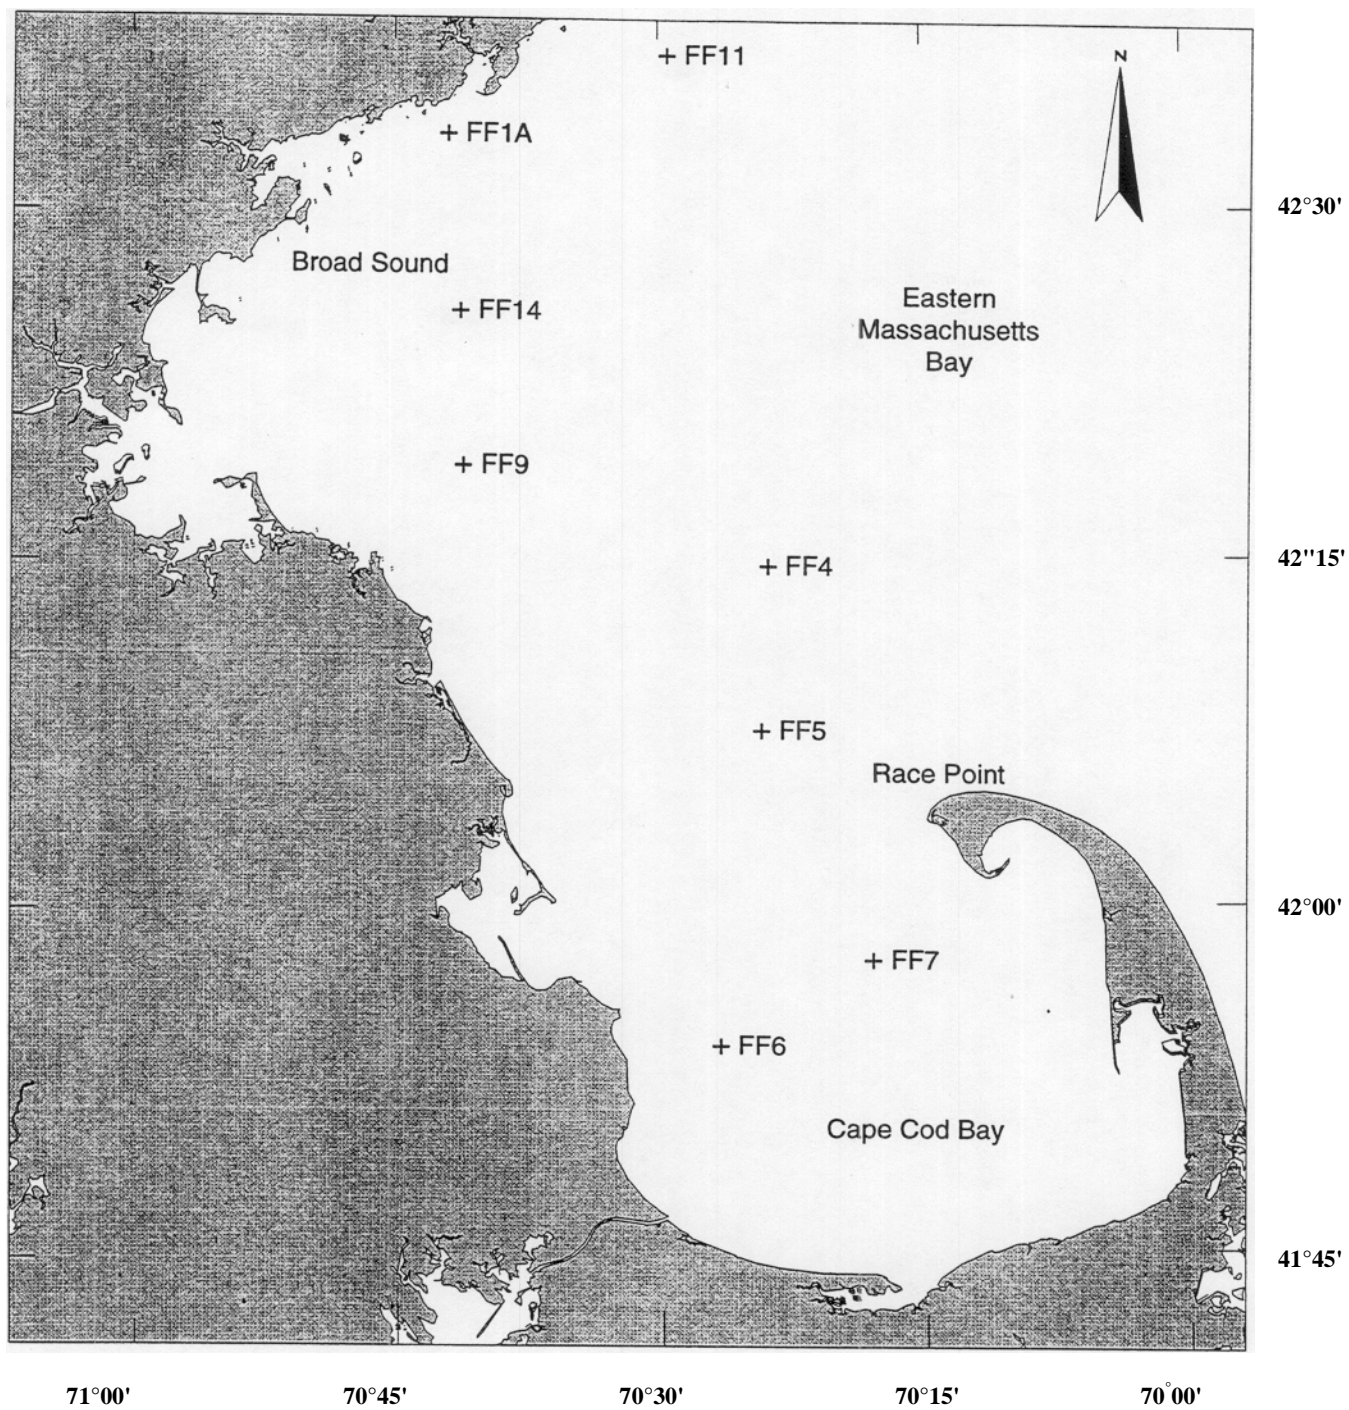 N
+ FF11
+ FF1A
42°30'
Broad Sound
+ FF14
Eastern
Massachusetts
Bay
+ FF9
42"15'
+ FF4
+ FF5
Race Point
42°00'
+ FF7
+ FF6
Cape Cod Bay
41°45'
71°00' 70°45' 70°30' 70°15' 70°00'